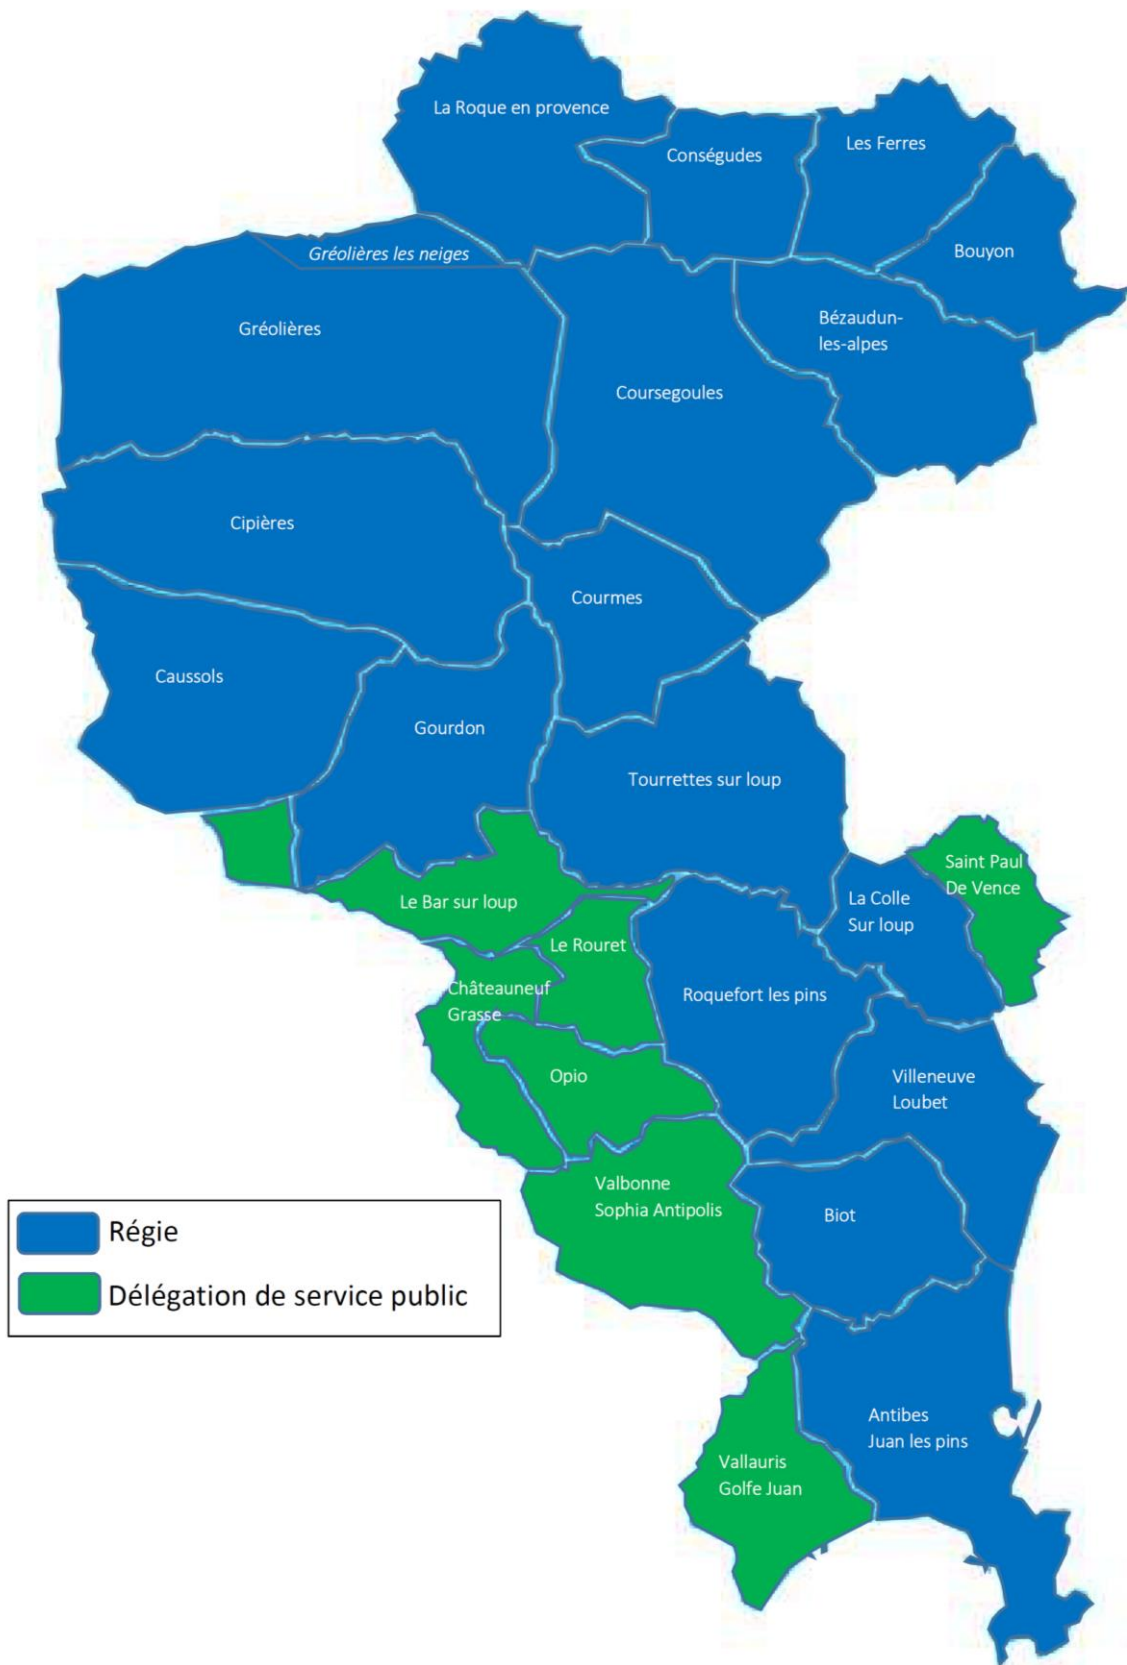 La Roque en provence
Conségudes
Les Ferres
Bouyon
Gréolières les neiges
Gréolières
Bézaudun-
les-alpes
Coursegoules
Cipières
Courmes
Caussols
Gourdon
Tourrettes sur loup
Saint Paul
De Vence
La Colle
Sur loup
Le Bar sur loup
Le Rouret
Châteauneuf
Grasse
Roquefort les pins
Opio
Villeneuve
Loubet
Valbonne
Sophia Antipolis
Biot
Régie
Délégation de service public
Antibes
Juan les pins
Vallauris
Golfe Juan